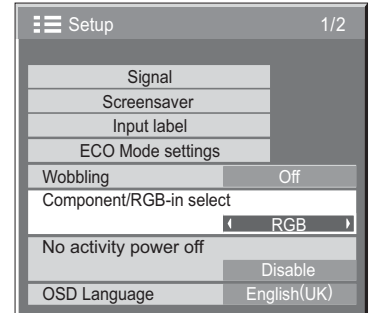 Setup 1/2
Signal
Screensaver
Input label
ECO Mode settings
Wobbling Off
Component/RGB-in select
RGB
No activity power off
Disable
OSD Language English(UK)